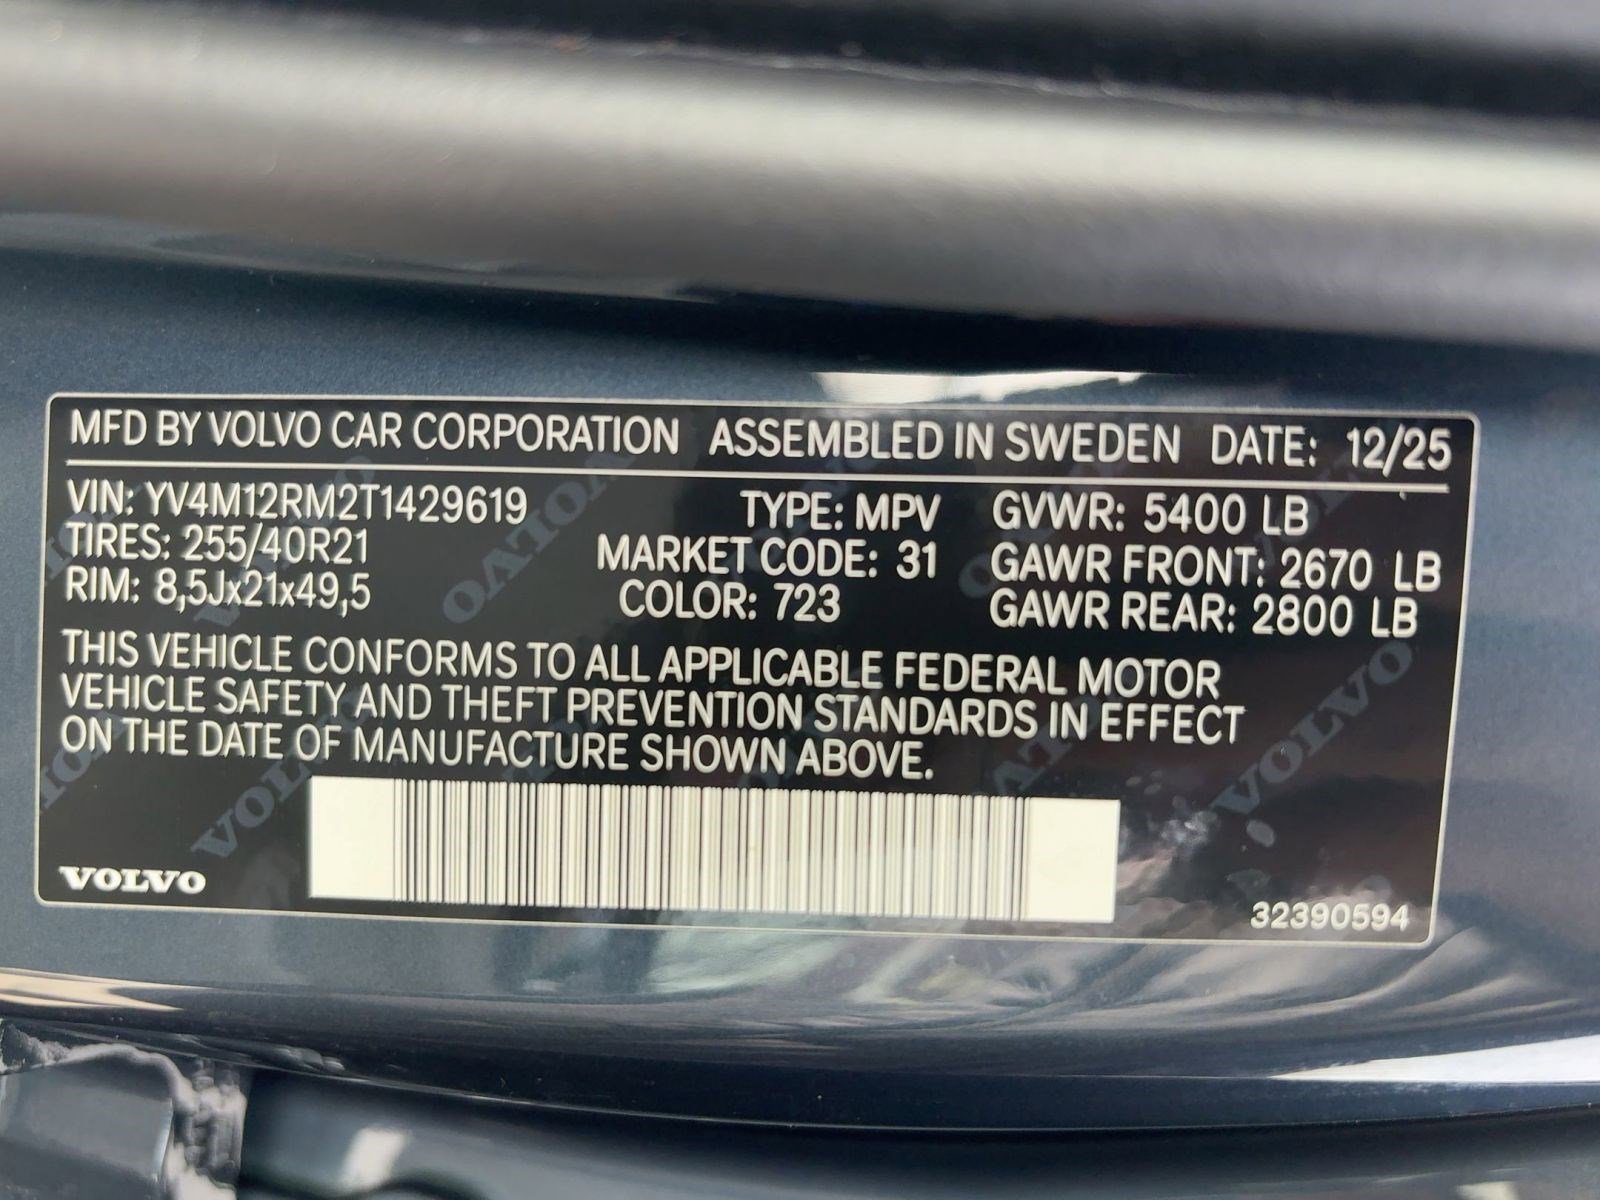 MFD BY VOLVO CAR CORPORATION ASSEMBLED IN SWEDEN DATE: 12/25
VIN: YV4M12RM2T1429619 TYPE: MPV GVWR: 5400 LB
TIRES: 255/40R21 MARKET CODE: 31 GAWR FRONT: 2670 LB
RIM: 8,5Jx21x49,5 COLOR: 723 GAWR REAR: 2800 LB
THIS VEHICLE CONFORMS TO ALL APPLICABLE FEDERAL MOTOR
VEHICLE SAFETY AND THEFT PREVENTION STANDARDS IN EFFECT
ON THE DATE OF MANUFACTURE SHOWN ABOVE.
VOLVO
32390594